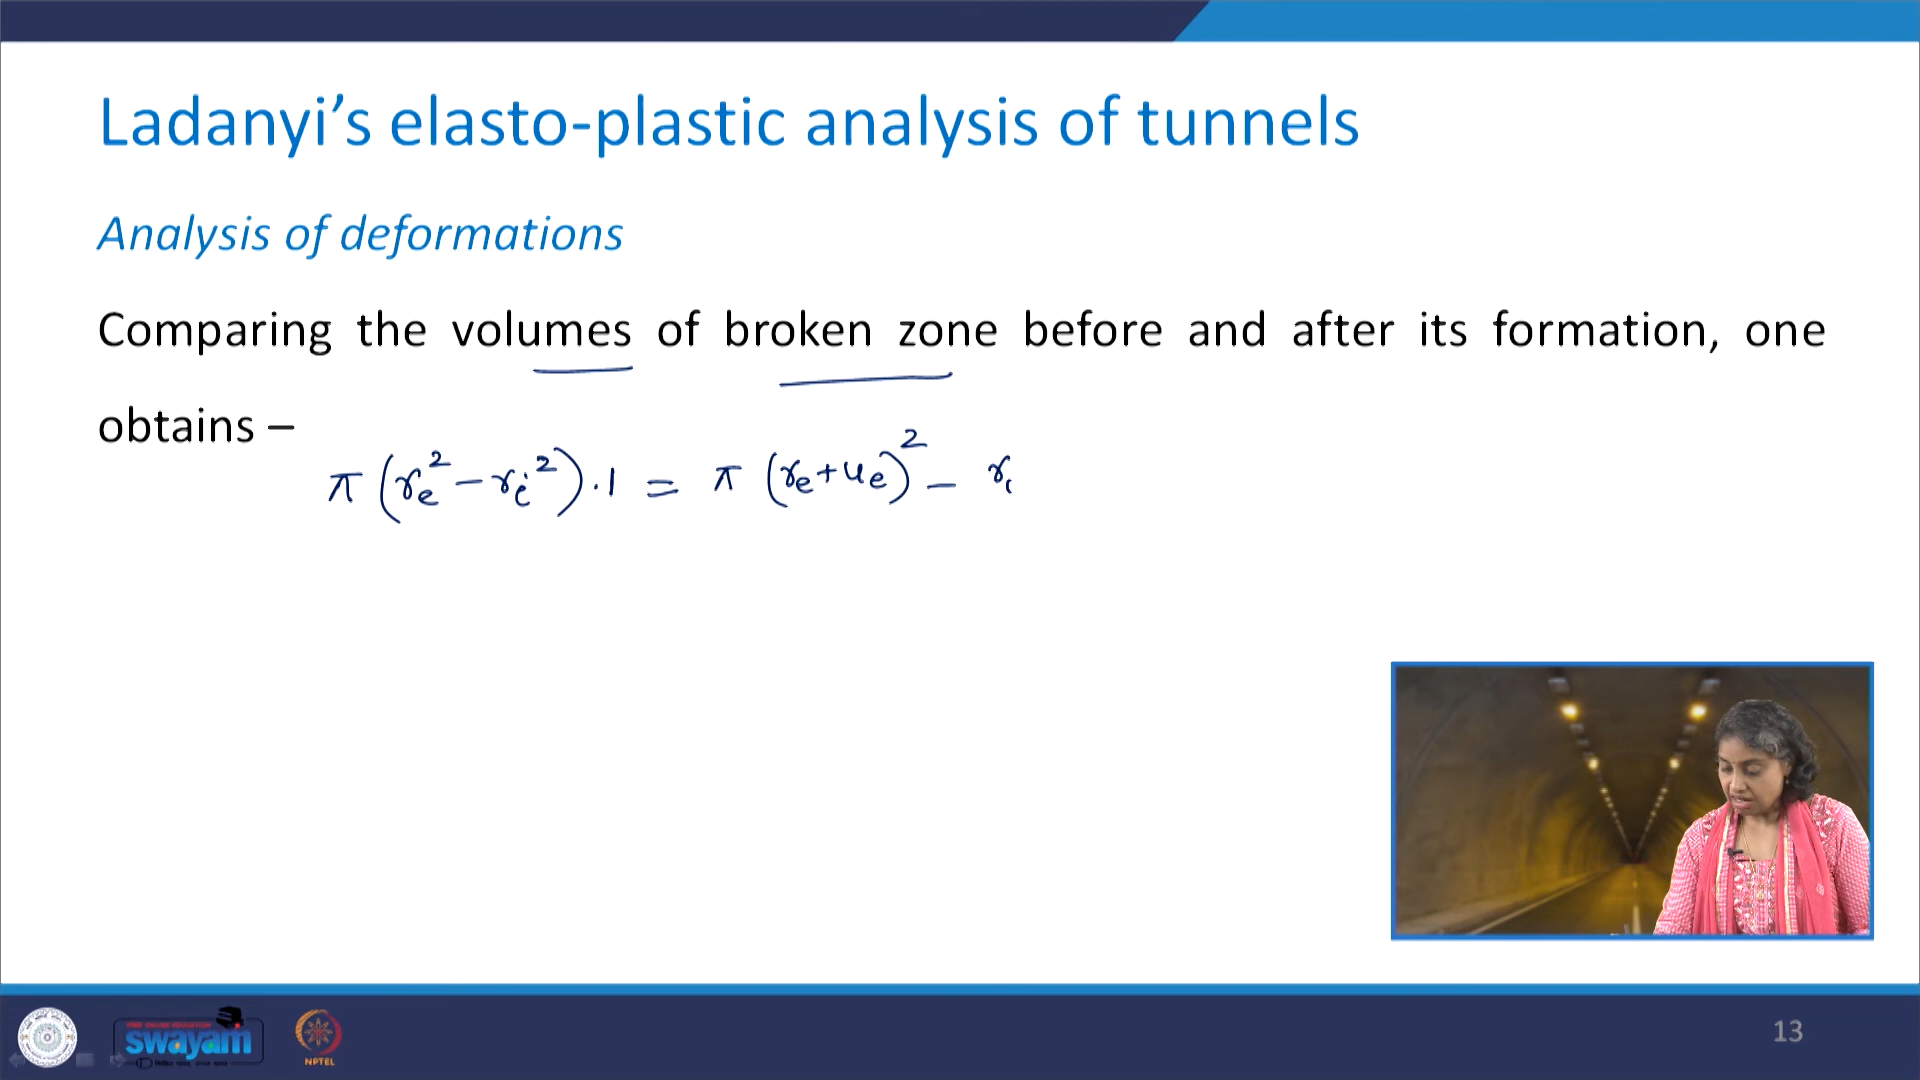 Ladanyi’s elasto-plastic analysis of tunnels
Analysis of deformations
Comparing the volumes of broken zone before and after its formation, one
obtains –
π(rₑ²−rᵢ²).1 = π(rₑ+uₑ)² − r
swayam
NPTEL
13